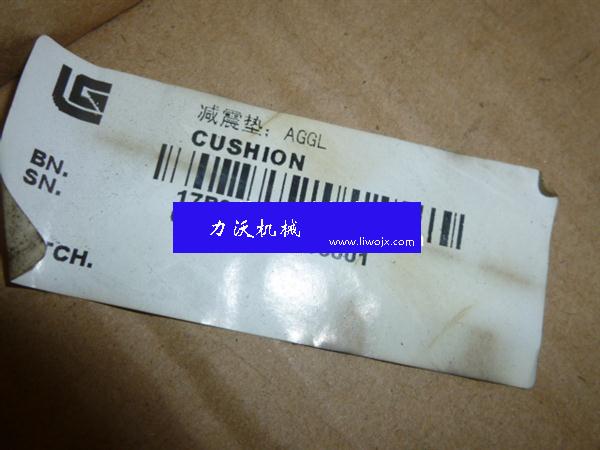 减震垫: AGGL
CUSHION
BN.
SN.
力沃机械
www.liwojx.com
TCH.